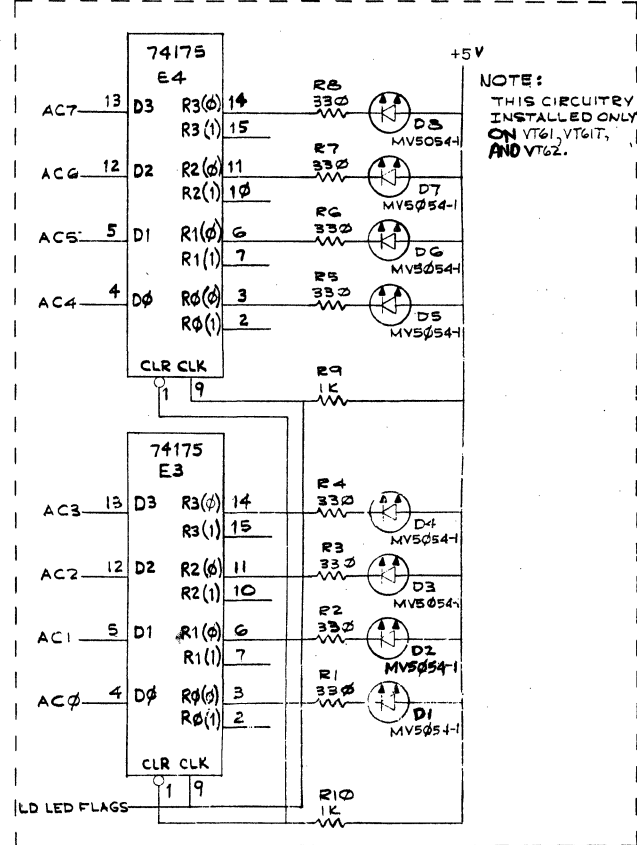 +5V
NOTE:
THIS CIRCUITRY
INSTALLED ONLY
ON VT61, VT61T,
AND VT62.
74175
E4
AC7 13 D3 R3(Ø) 14 R8 33Ø D8 MV5054-1
R3(1) 15
AC6 12 D2 R2(Ø) 11 R7 33Ø D7 MV5Ø54-1
R2(1) 1Ø
AC5 5 D1 R1(Ø) 6 R6 33Ø D6 MV5Ø54-1
R1(1) 7
AC4 4 DØ RØ(Ø) 3 R5 33Ø D5 MV5Ø54-1
RØ(1) 2
CLR CLK
1 9
R9
1K
74175
E3
AC3 13 D3 R3(Ø) 14 R4 33Ø D4 MV5Ø54-1
R3(1) 15
AC2 12 D2 R2(Ø) 11 R3 33Ø D3 MV5Ø54-1
R2(1) 10
AC1 5 D1 R1(Ø) 6 R2 33Ø D2 MV5Ø54-1
R1(1) 7
ACØ 4 DØ RØ(Ø) 3 R1 33Ø D1 MV5Ø54-1
RØ(1) 2
CLR CLK
1 9
LD LED FLAGS
R1Ø
1K